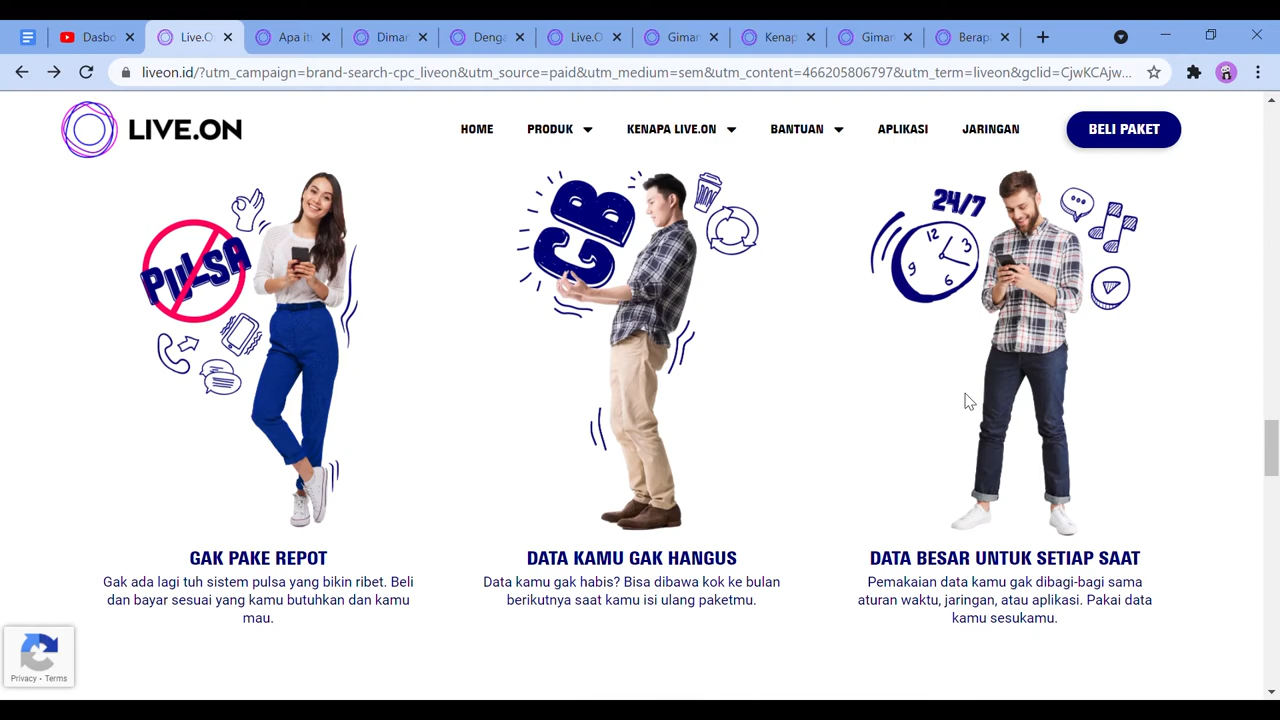 Dasbo
Live.O
Apa it
Dimar
Denga
Live.O
Gimar
Kenap
Gimar
Berap
liveon.id/?utm_campaign=brand-search-cpc_liveon&utm_source=paid&utm_medium=sem&utm_content=466205806797&utm_term=liveon&gclid=CjwKCAjw...
LIVE.ON
HOME
PRODUK
KENAPA LIVE.ON
BANTUAN
APLIKASI
JARINGAN
BELI PAKET
PULSA
GB
24/7
12
3
6
9
GAK PAKE REPOT
Gak ada lagi tuh sistem pulsa yang bikin ribet. Beli
dan bayar sesuai yang kamu butuhkan dan kamu
mau.
DATA KAMU GAK HANGUS
Data kamu gak habis? Bisa dibawa kok ke bulan
berikutnya saat kamu isi ulang paketmu.
DATA BESAR UNTUK SETIAP SAAT
Pemakaian data kamu gak dibagi-bagi sama
aturan waktu, jaringan, atau aplikasi. Pakai data
kamu sesukamu.
Privacy - Terms